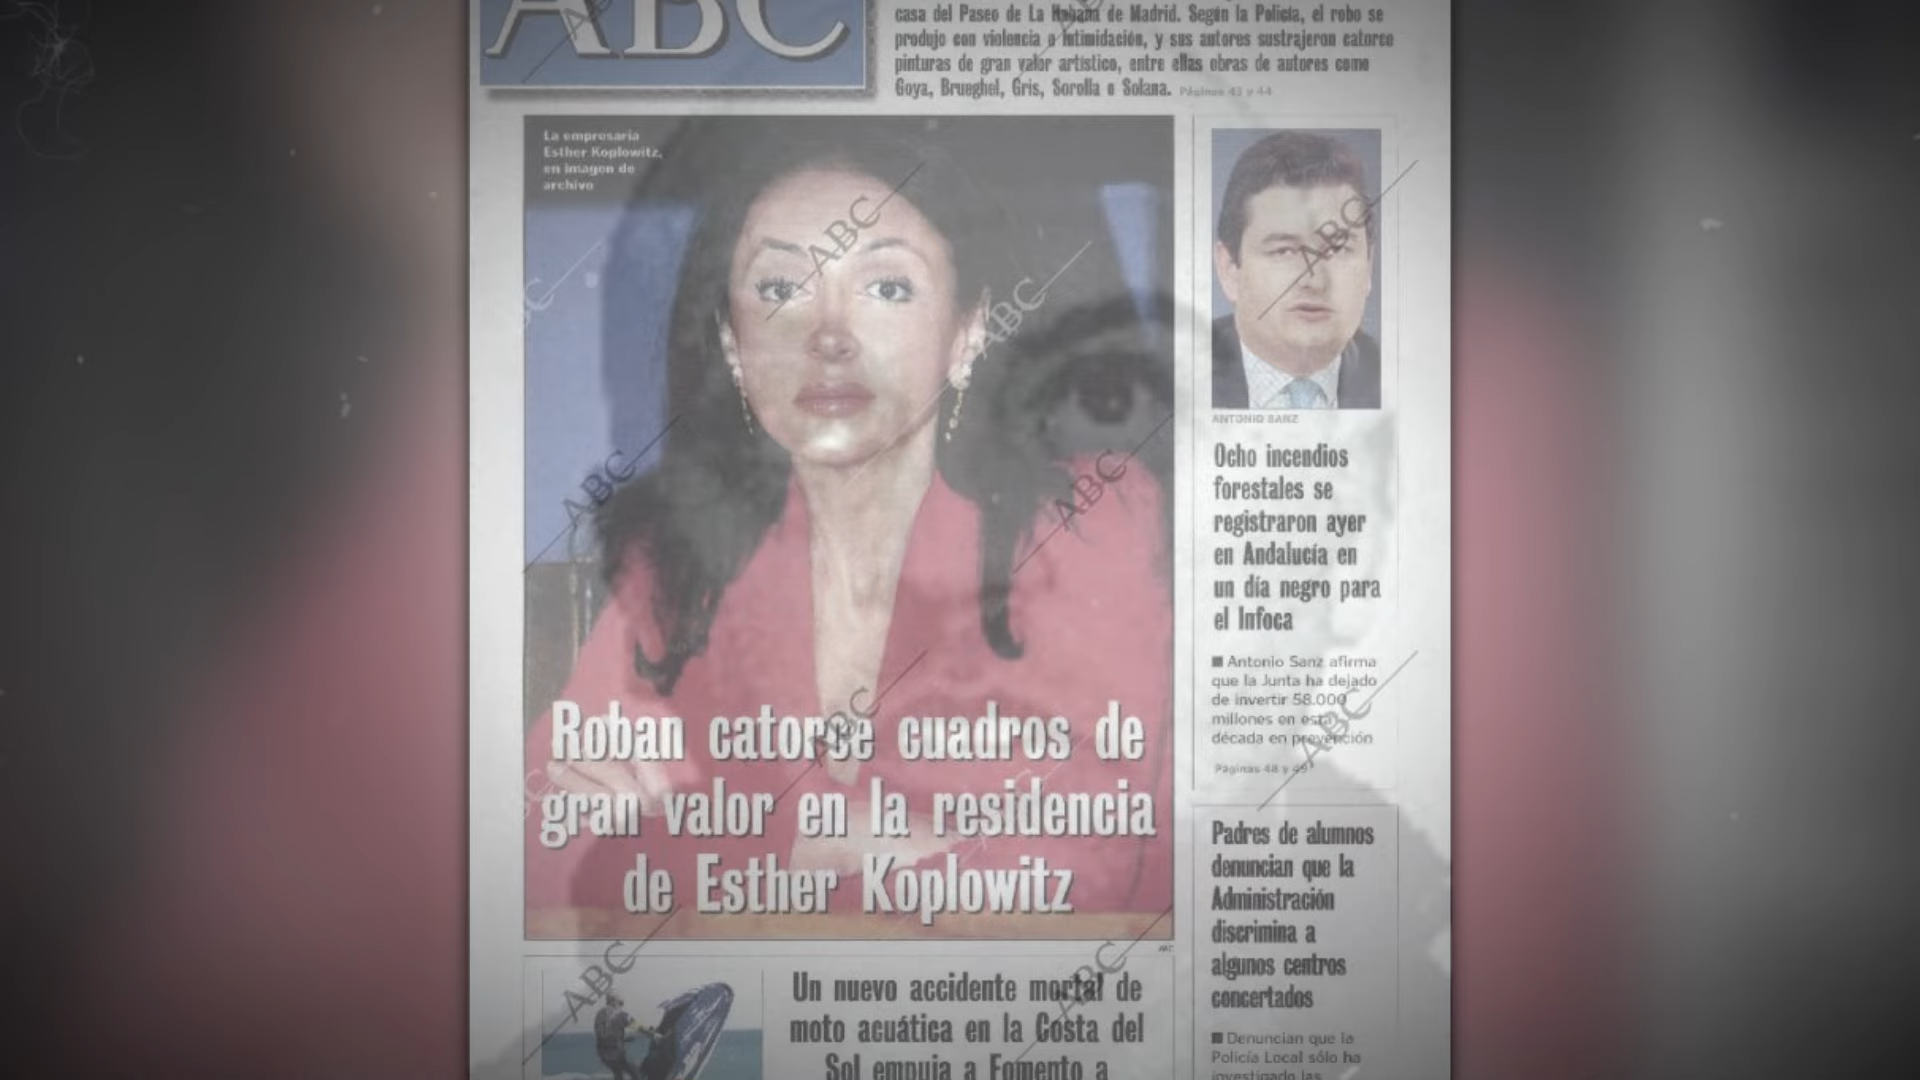 ABC
casa del Paseo de La Habana de Madrid. Según la Policía, el robo se
produjo con violencia o intimidación, y sus autores sustrajeron catorce
pinturas de gran valor artístico, entre ellas obras de autores como
Goya, Brueghel, Gris, Sorolla o Solana. Páginas 43 y 44
La empresaria
Esther Koplowitz,
en imagen de
archivo
Roban catorce cuadros de
gran valor en la residencia
de Esther Koplowitz
ABC
ANTONIO SANZ
Ocho incendios
forestales se
registraron ayer
en Andalucía en
un día negro para
el Infoca
■ Antonio Sanz afirma
que la Junta ha dejado
de invertir 58.000
millones en esta
década en prevención
Páginas 48 y 49
Padres de alumnos
denuncian que la
Administración
discrimina a
algunos centros
concertados
■ Denuncian que la
Policía Local sólo ha
investigado las
Un nuevo accidente mortal de
moto acuática en la Costa del
Sol empuja a Fomento a